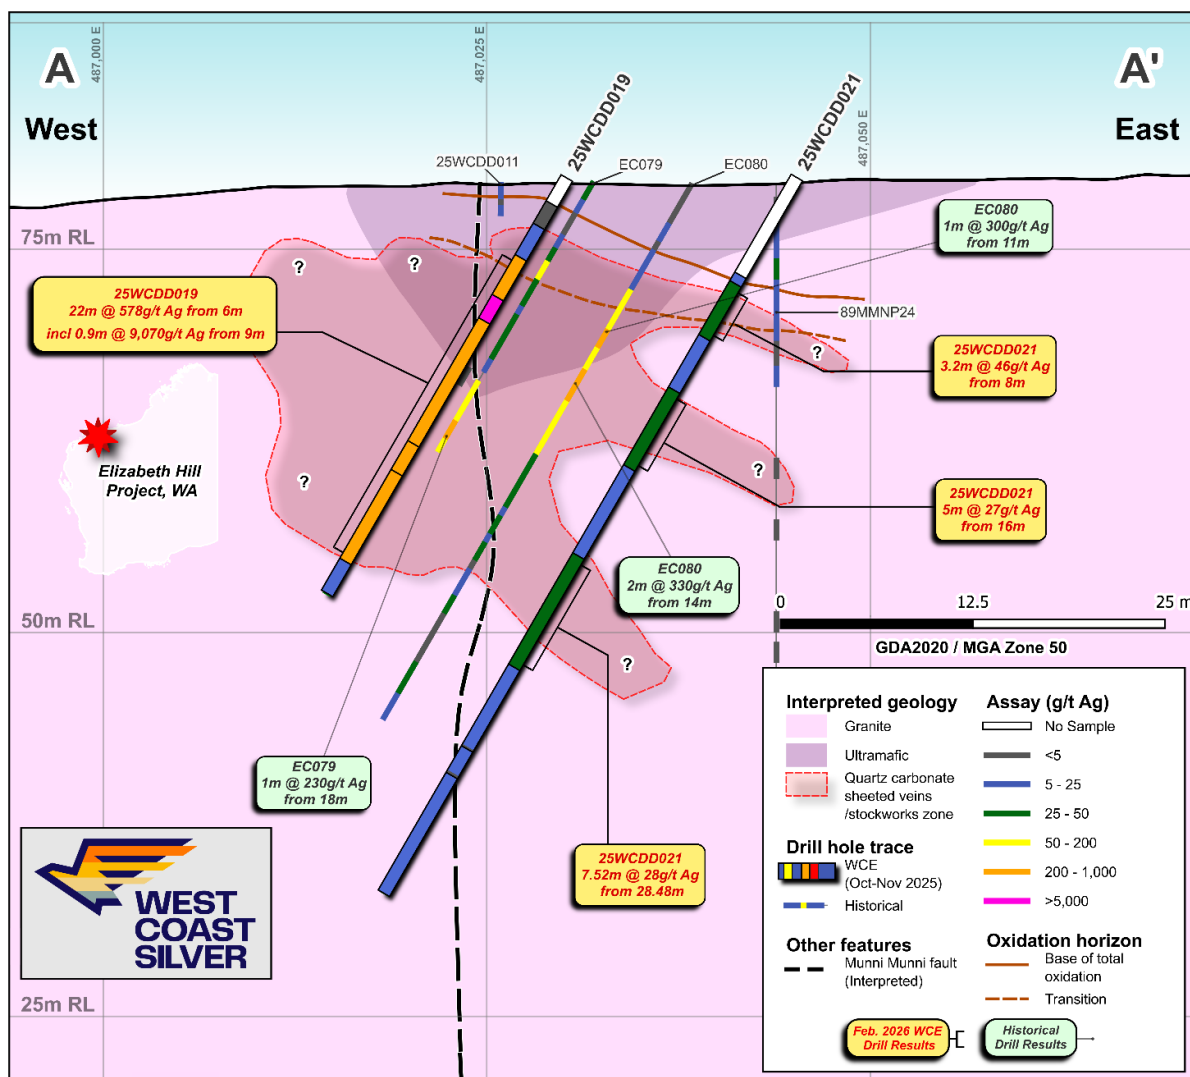 A
West
487,000 E
487,025 E
25WCDD019
25WCDD021
487,050 E
A'
East
25WCDD011
EC079
EC080
75m RL
EC080
1m @ 300g/t Ag
from 11m
25WCDD019
22m @ 578g/t Ag from 6m
incl 0.9m @ 9,070g/t Ag from 9m
?
?
89MMNP24
?
25WCDD021
3.2m @ 46g/t Ag
from 8m
Elizabeth Hill
Project, WA
?
?
25WCDD021
5m @ 27g/t Ag
from 16m
EC080
2m @ 330g/t Ag
from 14m
50m RL
0
12.5
25 m
GDA2020 / MGA Zone 50
?
EC079
1m @ 230g/t Ag
from 18m
25WCDD021
7.52m @ 28g/t Ag
from 28.48m
WEST
COAST
SILVER
25m RL
Interpreted geology
Granite
Ultramafic
Quartz carbonate
sheeted veins
/stockworks zone
Drill hole trace
WCE
(Oct-Nov 2025)
Historical
Other features
Munni Munni fault
(Interpreted)
Assay (g/t Ag)
No Sample
<5
5 - 25
25 - 50
50 - 200
200 - 1,000
>5,000
Oxidation horizon
Base of total
oxidation
Transition
Feb. 2026 WCE
Drill Results
Historical
Drill Results